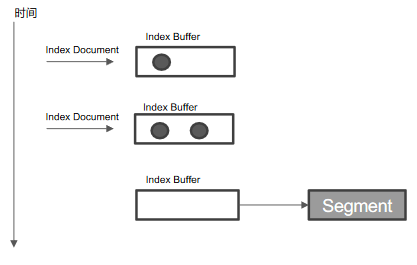 时间
Index Buffer
Index Document
Index Buffer
Index Document
Index Buffer
Segment